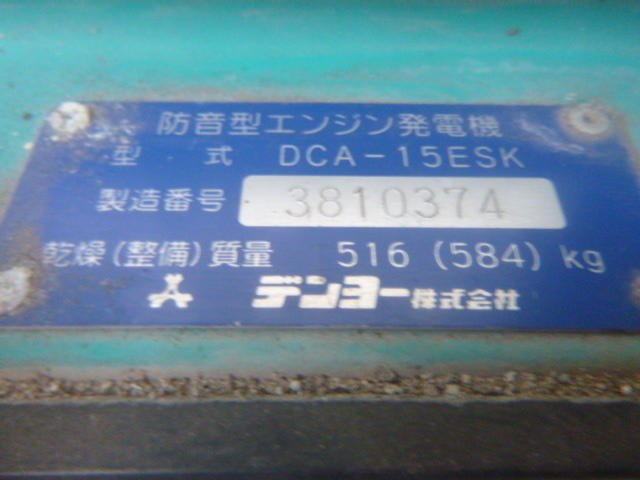 防音型エンジン発電機
型 式 DCA-15ESK
製造番号 3810374
乾燥(整備)質量 516 (584) kg
デンヨー株式会社